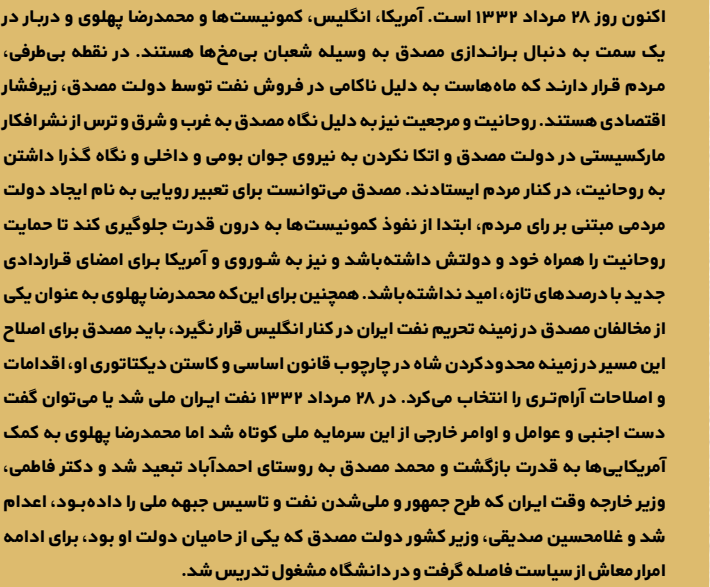 اکنون روز ۲۸ مرداد ۱۳۳۲ است. آمریکا، انگلیس، کمونیست‌ها و محمدرضا پهلوی و دربار در
یک سمت به دنبال براندازی مصدق به وسیله شعبان بی‌مخ‌ها هستند. در نقطه بی‌طرفی،
مردم قرار دارند که ماه‌هاست به دلیل ناکامی در فروش نفت توسط دولت مصدق، زیرفشار
اقتصادی هستند. روحانیت و مرجعیت نیز به دلیل نگاه مصدق به غرب و شرق و ترس از نشر افکار
مارکسیستی در دولت مصدق و اتکا نکردن به نیروی جوان بومی و داخلی و نگاه گذرا داشتن
به روحانیت، در کنار مردم ایستادند. مصدق می‌توانست برای تعبیر رویایی به نام ایجاد دولت
مردمی مبتنی بر رای مردم، ابتدا از نفوذ کمونیست‌ها به درون قدرت جلوگیری کند تا حمایت
روحانیت را همراه خود و دولتش داشته‌باشد و نیز به شوروی و آمریکا برای امضای قراردادی
جدید با درصدهای تازه، امید نداشته‌باشد. همچنین برای این‌که محمدرضا پهلوی به عنوان یکی
از مخالفان مصدق در زمینه تحریم نفت ایران در کنار انگلیس قرار نگیرد، باید مصدق برای اصلاح
این مسیر در زمینه محدودکردن شاه در چارچوب قانون اساسی و کاستن دیکتاتوری او، اقدامات
و اصلاحات آرام‌تری را انتخاب می‌کرد. در ۲۸ مرداد ۱۳۳۲ نفت ایران ملی شد یا می‌توان گفت
دست اجنبی و عوامل و اوامر خارجی از این سرمایه ملی کوتاه شد اما محمدرضا پهلوی به کمک
آمریکایی‌ها به قدرت بازگشت و محمد مصدق به روستای احمدآباد تبعید شد و دکتر فاطمی،
وزیر خارجه وقت ایران که طرح جمهور و ملی‌شدن نفت و تاسیس جبهه ملی را داده‌بود، اعدام
شد و غلامحسین صدیقی، وزیر کشور دولت مصدق که یکی از حامیان دولت او بود، برای ادامه
امرار معاش از سیاست فاصله گرفت و در دانشگاه مشغول تدریس شد.